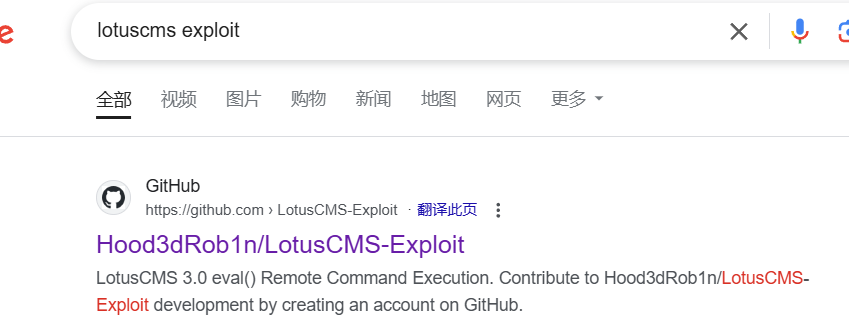 lotuscms exploit
全部 视频 图片 购物 新闻 地图 网页 更多
GitHub
https://github.com › LotusCMS-Exploit · 翻译此页
Hood3dRob1n/LotusCMS-Exploit
LotusCMS 3.0 eval() Remote Command Execution. Contribute to Hood3dRob1n/LotusCMS-
Exploit development by creating an account on GitHub.